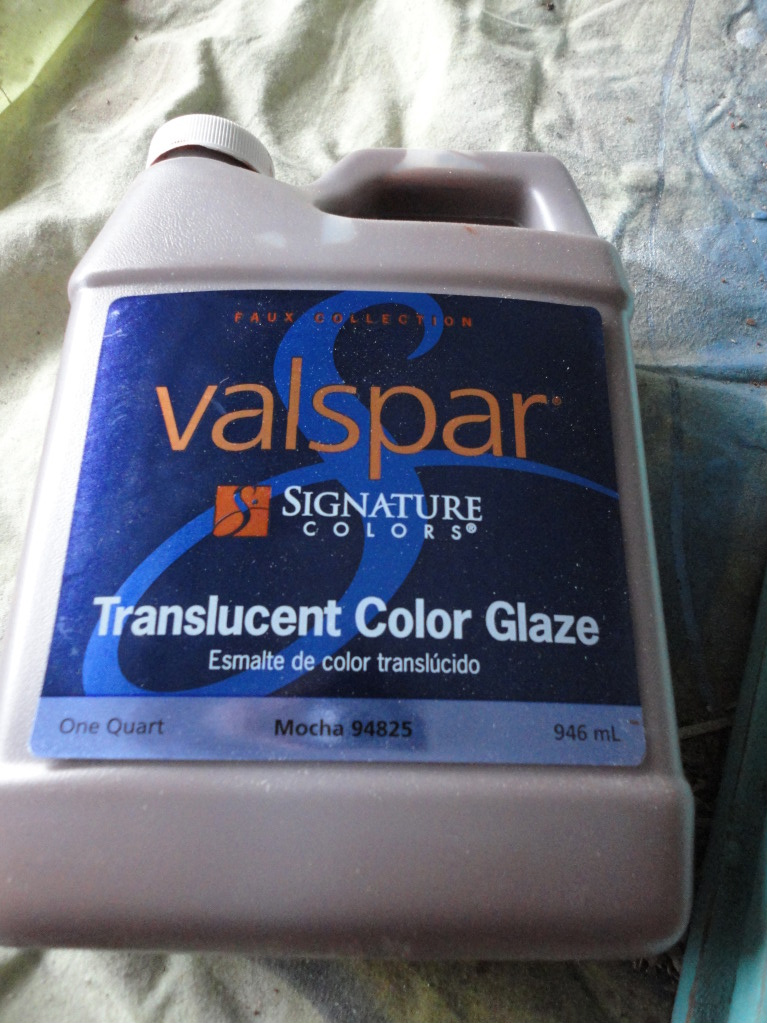 FAUX COLLECTION
valspar®
SIGNATURE
COLORS®
Translucent Color Glaze
Esmalte de color translúcido
One Quart Mocha 94825 946 mL